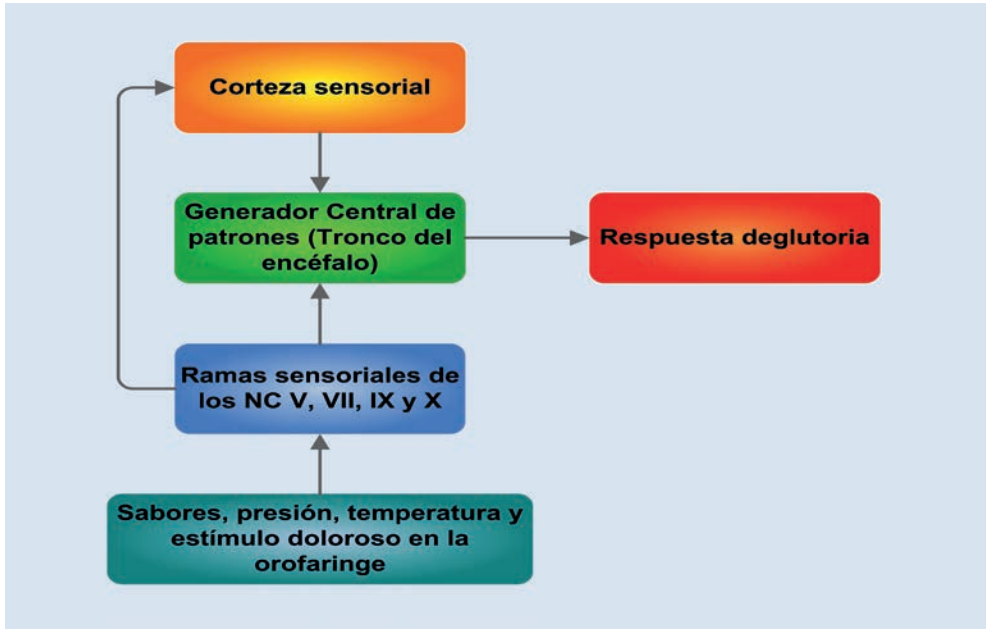 Corteza sensorial
Generador Central de
patrones (Tronco del
encéfalo)
Respuesta deglutoria
Ramas sensoriales de
los NC V, VII, IX y X
Sabores, presión, temperatura y
estímulo doloroso en la
orofaringe